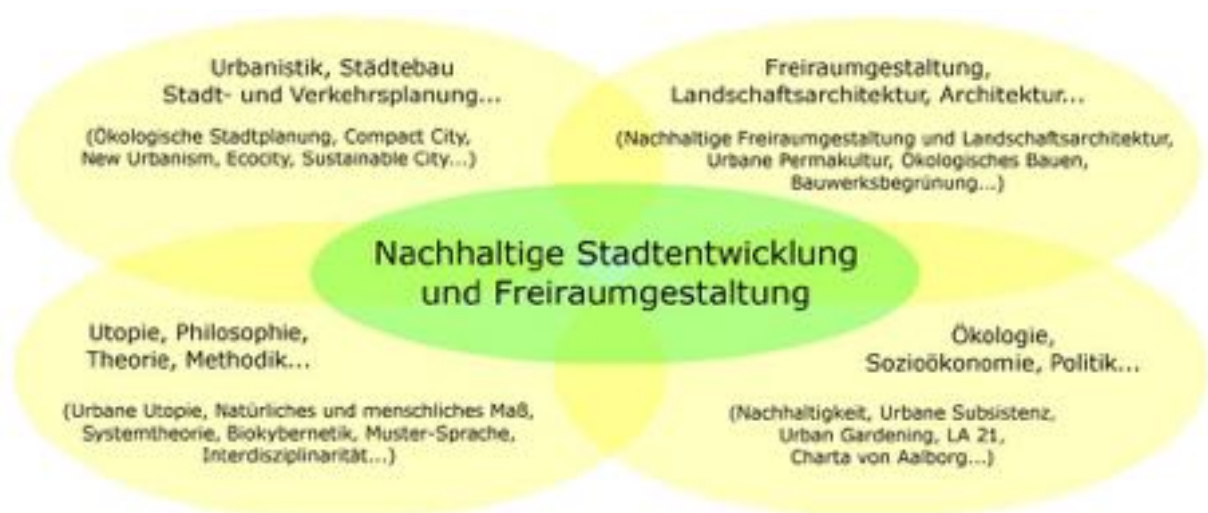 Urbanistik, Städtebau
Stadt- und Verkehrsplanung...
(Ökologische Stadtplanung, Compact City,
New Urbanism, Ecocity, Sustainable City...)
Freiraumgestaltung,
Landschaftsarchitektur, Architektur...
(Nachhaltige Freiraumgestaltung und Landschaftsarchitektur,
Urbane Permakultur, Ökologisches Bauen,
Bauwerksbegrünung...)
Nachhaltige Stadtentwicklung
und Freiraumgestaltung
Utopie, Philosophie,
Theorie, Methodik...
(Urbane Utopie, Natürliches und menschliches Maß,
Systemtheorie, Biokybernetik, Muster-Sprache,
Interdisziplinarität...)
Ökologie,
Sozioökonomie, Politik...
(Nachhaltigkeit, Urbane Subsistenz,
Urban Gardening, LA 21,
Charta von Aalborg...)